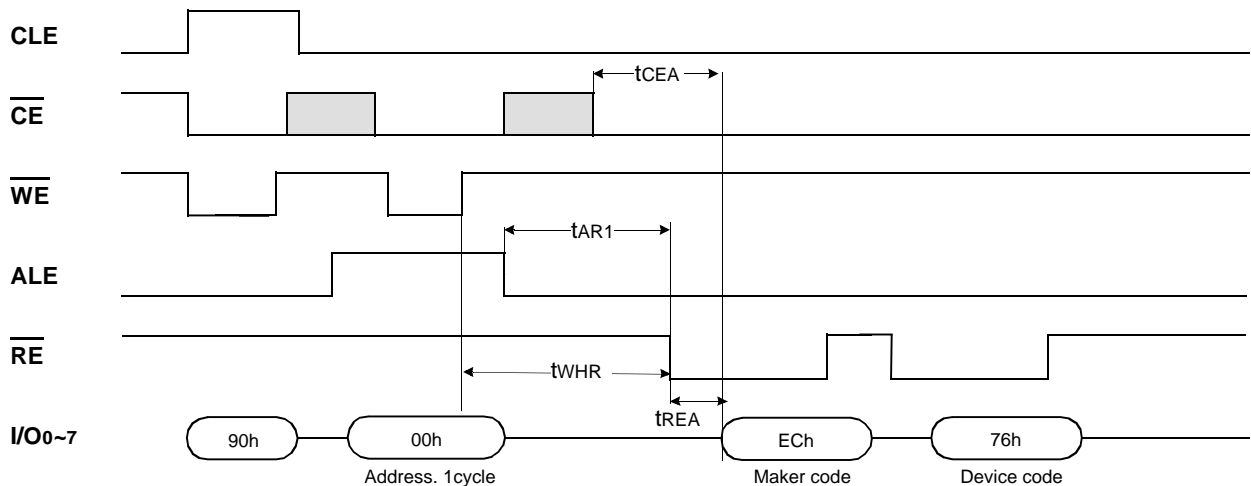 CLE
tCEA
CE
WE
tAR1
ALE
RE
tWHR
tREA
I/O0~7
90h
00h
ECh
76h
Address. 1cycle
Maker code
Device code